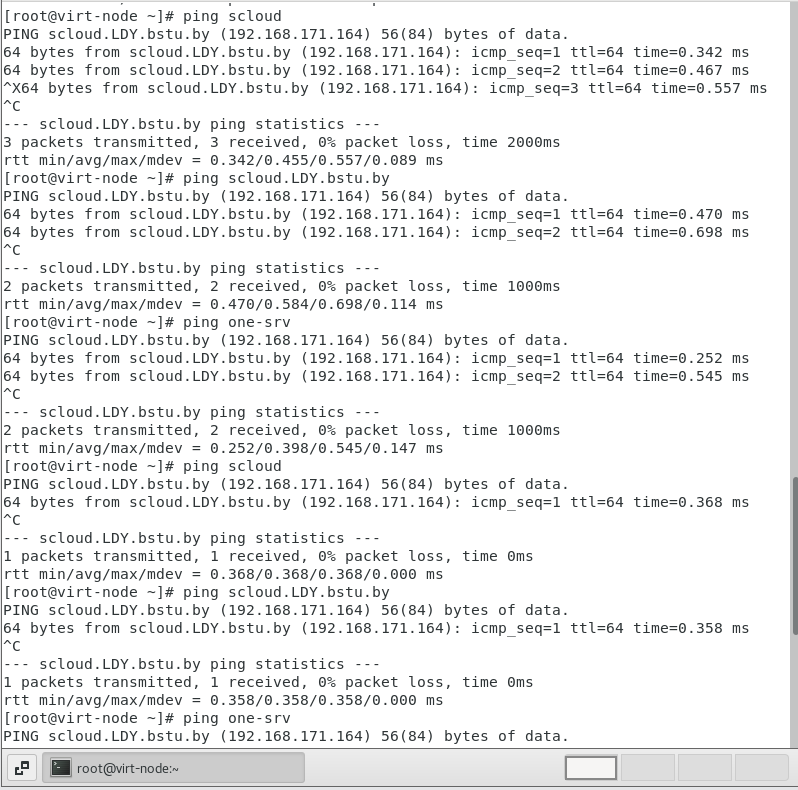 [root@virt-node ~]# ping scloud
PING scloud.LDY.bstu.by (192.168.171.164) 56(84) bytes of data.
64 bytes from scloud.LDY.bstu.by (192.168.171.164): icmp_seq=1 ttl=64 time=0.342 ms
64 bytes from scloud.LDY.bstu.by (192.168.171.164): icmp_seq=2 ttl=64 time=0.467 ms
^X64 bytes from scloud.LDY.bstu.by (192.168.171.164): icmp_seq=3 ttl=64 time=0.557 ms
^C
--- scloud.LDY.bstu.by ping statistics ---
3 packets transmitted, 3 received, 0% packet loss, time 2000ms
rtt min/avg/max/mdev = 0.342/0.455/0.557/0.089 ms
[root@virt-node ~]# ping scloud.LDY.bstu.by
PING scloud.LDY.bstu.by (192.168.171.164) 56(84) bytes of data.
64 bytes from scloud.LDY.bstu.by (192.168.171.164): icmp_seq=1 ttl=64 time=0.470 ms
64 bytes from scloud.LDY.bstu.by (192.168.171.164): icmp_seq=2 ttl=64 time=0.698 ms
^C
--- scloud.LDY.bstu.by ping statistics ---
2 packets transmitted, 2 received, 0% packet loss, time 1000ms
rtt min/avg/max/mdev = 0.470/0.584/0.698/0.114 ms
[root@virt-node ~]# ping one-srv
PING scloud.LDY.bstu.by (192.168.171.164) 56(84) bytes of data.
64 bytes from scloud.LDY.bstu.by (192.168.171.164): icmp_seq=1 ttl=64 time=0.252 ms
64 bytes from scloud.LDY.bstu.by (192.168.171.164): icmp_seq=2 ttl=64 time=0.545 ms
^C
--- scloud.LDY.bstu.by ping statistics ---
2 packets transmitted, 2 received, 0% packet loss, time 1000ms
rtt min/avg/max/mdev = 0.252/0.398/0.545/0.147 ms
[root@virt-node ~]# ping scloud
PING scloud.LDY.bstu.by (192.168.171.164) 56(84) bytes of data.
64 bytes from scloud.LDY.bstu.by (192.168.171.164): icmp_seq=1 ttl=64 time=0.368 ms
^C
--- scloud.LDY.bstu.by ping statistics ---
1 packets transmitted, 1 received, 0% packet loss, time 0ms
rtt min/avg/max/mdev = 0.368/0.368/0.368/0.000 ms
[root@virt-node ~]# ping scloud.LDY.bstu.by
PING scloud.LDY.bstu.by (192.168.171.164) 56(84) bytes of data.
64 bytes from scloud.LDY.bstu.by (192.168.171.164): icmp_seq=1 ttl=64 time=0.358 ms
^C
--- scloud.LDY.bstu.by ping statistics ---
1 packets transmitted, 1 received, 0% packet loss, time 0ms
rtt min/avg/max/mdev = 0.358/0.358/0.358/0.000 ms
[root@virt-node ~]# ping one-srv
PING scloud.LDY.bstu.by (192.168.171.164) 56(84) bytes of data.
root@virt-node:~